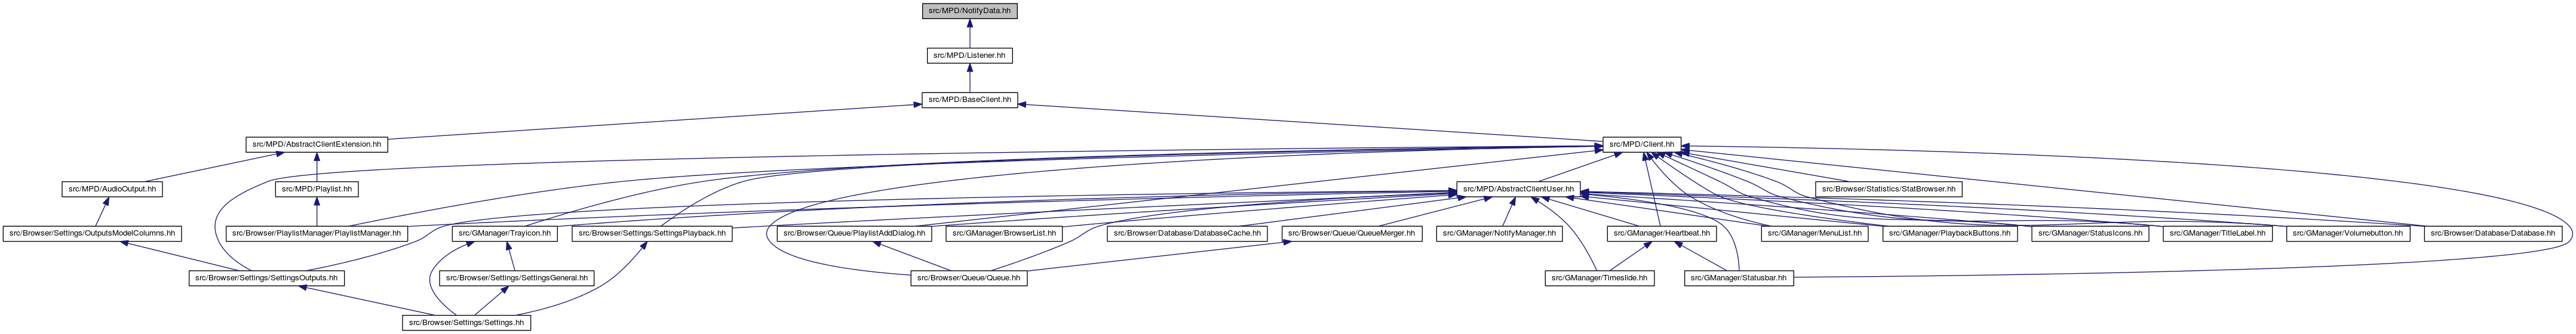 src/MPD/NotifyData.hh
src/MPD/Listener.hh
src/MPD/BaseClient.hh
src/MPD/AbstractClientExtension.hh
src/MPD/Client.hh
src/MPD/AudioOutput.hh
src/MPD/Playlist.hh
src/MPD/AbstractClientUser.hh
src/Browser/Statistics/StatBrowser.hh
src/Browser/Settings/OutputsModelColumns.hh
src/Browser/PlaylistManager/PlaylistManager.hh
src/GManager/Trayicon.hh
src/Browser/Settings/SettingsPlayback.hh
src/Browser/Queue/PlaylistAddDialog.hh
src/GManager/BrowserList.hh
src/Browser/Database/DatabaseCache.hh
src/Browser/Queue/QueueMerger.hh
src/GManager/NotifyManager.hh
src/GManager/Heartbeat.hh
src/GManager/MenuList.hh
src/GManager/PlaybackButtons.hh
src/GManager/StatusIcons.hh
src/GManager/TitleLabel.hh
src/GManager/Volumebutton.hh
src/Browser/Database/Database.hh
src/Browser/Settings/SettingsOutputs.hh
src/Browser/Settings/SettingsGeneral.hh
src/Browser/Queue/Queue.hh
src/GManager/Timeslide.hh
src/GManager/Statusbar.hh
src/Browser/Settings/Settings.hh